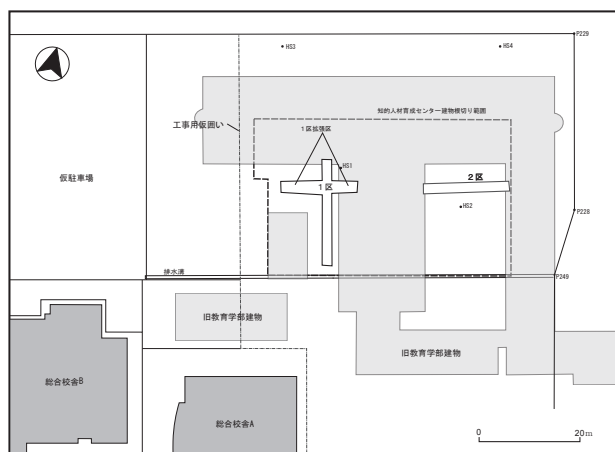 P229
HS3
HS4
知的人材育成センター建物根切り範囲
工事用仮囲い
1区拡張区
仮駐車場
HS1
1区
2区
HS2
P228
排水溝
P249
旧教育学部建物
旧教育学部建物
総合校舎B
総合校舎A
0
20m